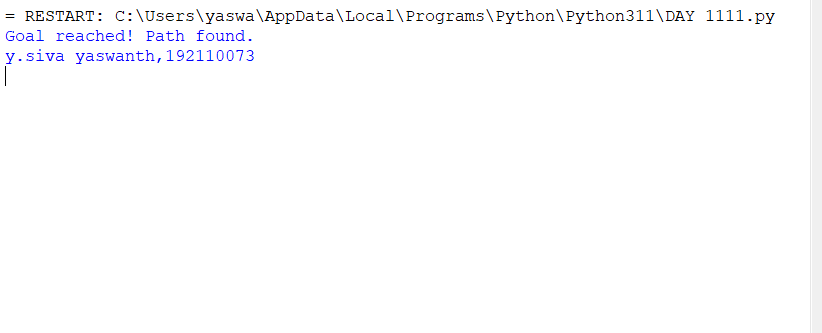 = RESTART: C:\Users\yaswa\AppData\Local\Programs\Python\Python311\DAY 1111.py
Goal reached! Path found.
y.siva yaswanth,192110073